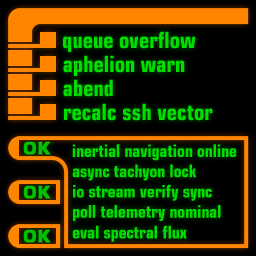 queue overflow
aphelion warn
abend
recalc ssh vector
OK
inertial navigation online
async tachyon lock
OK
io stream verify sync
poll telemetry nominal
OK
eval spectral flux